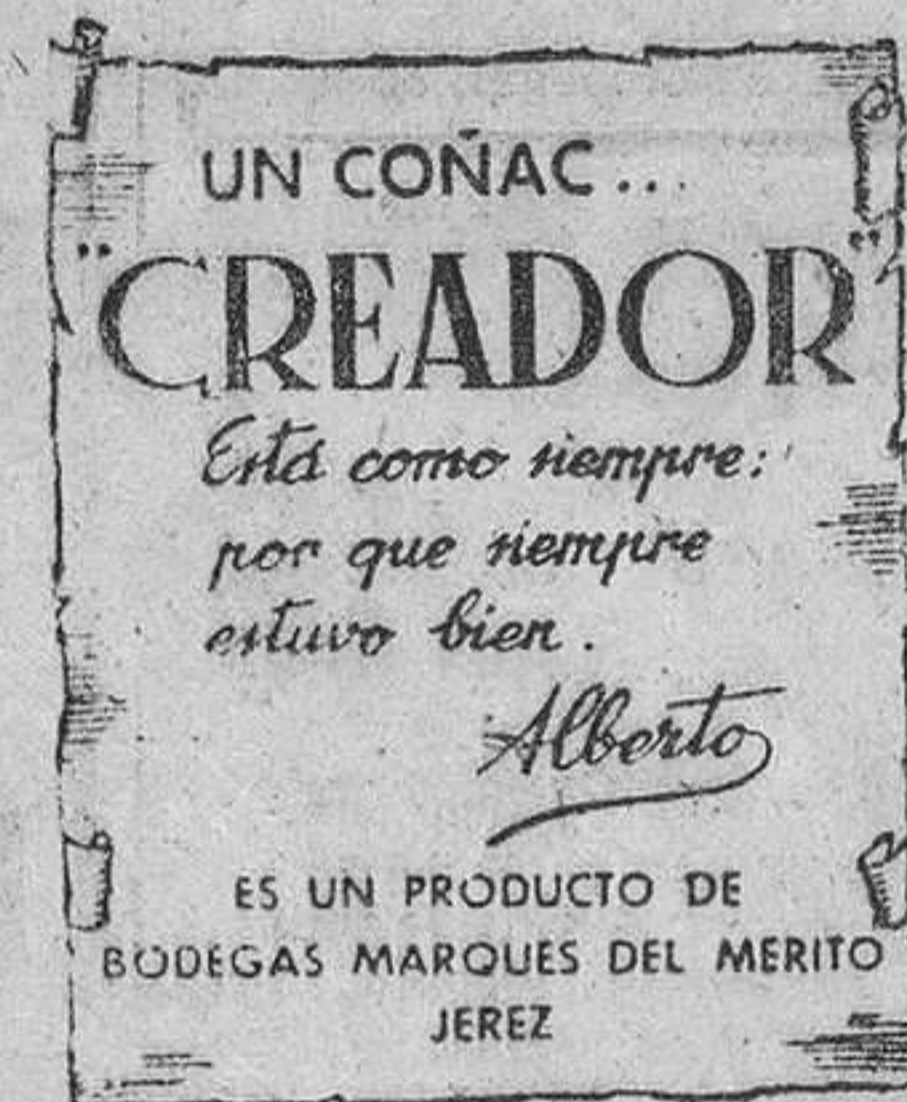 UN COÑAC...
"CREADOR"
Está como siempre:
por que siempre
estuvo bien.
Alberto
ES UN PRODUCTO DE
BODEGAS MARQUES DEL MERITO
JEREZ